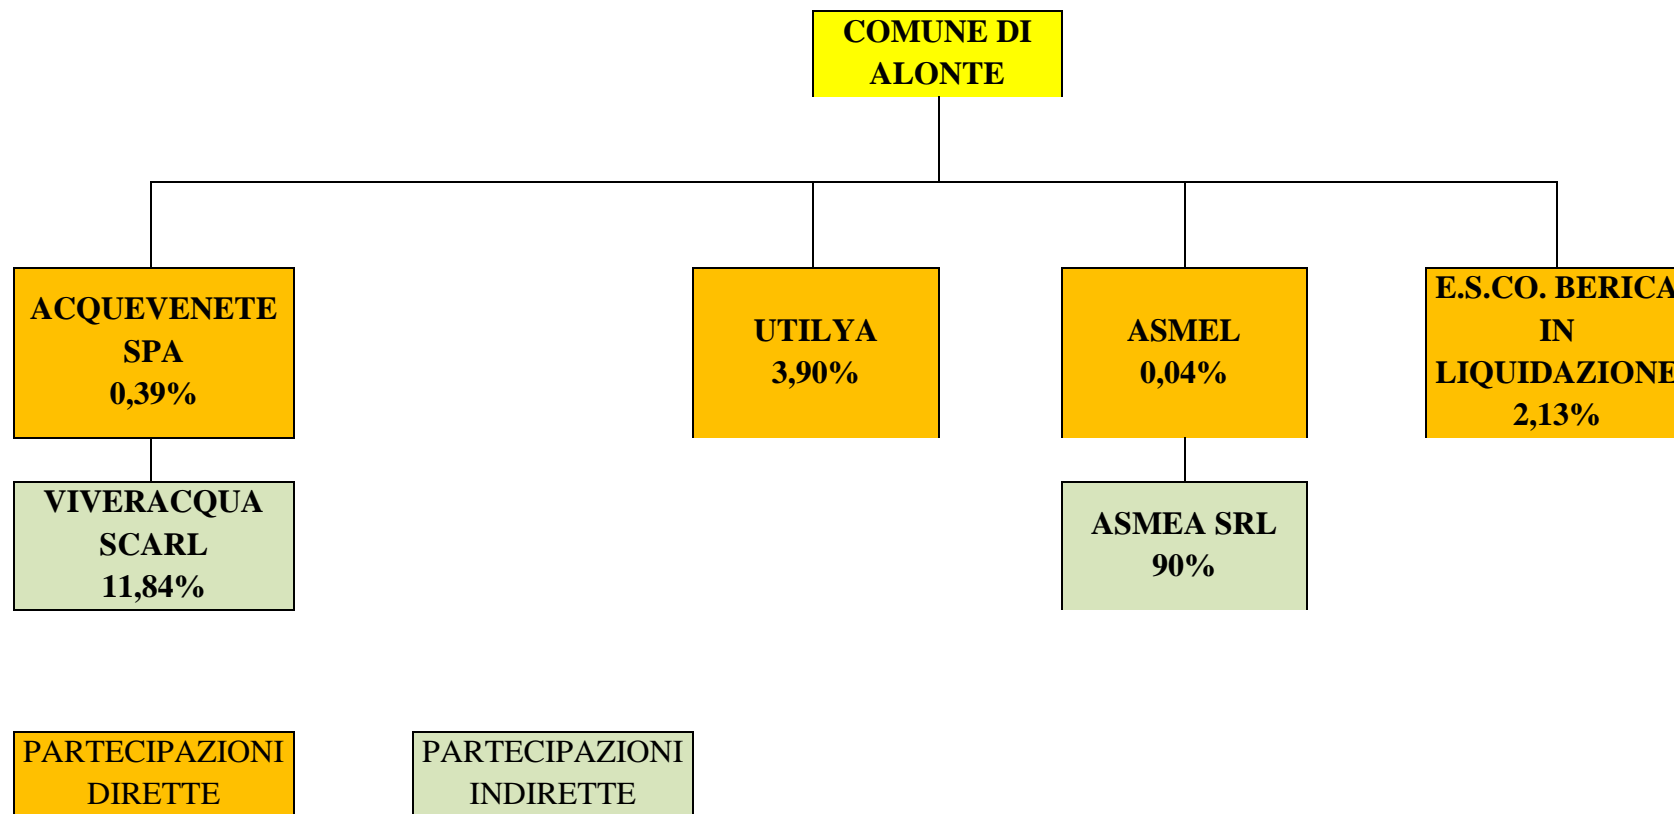 COMUNE DI
ALONTE
ACQUEVENETE
SPA
0,39%
UTILYA
3,90%
ASMEL
0,04%
E.S.CO. BERICA
IN
LIQUIDAZIONE
2,13%
VIVERACQUA
SCARL
11,84%
ASMEA SRL
90%
PARTECIPAZIONI
DIRETTE
PARTECIPAZIONI
INDIRETTE